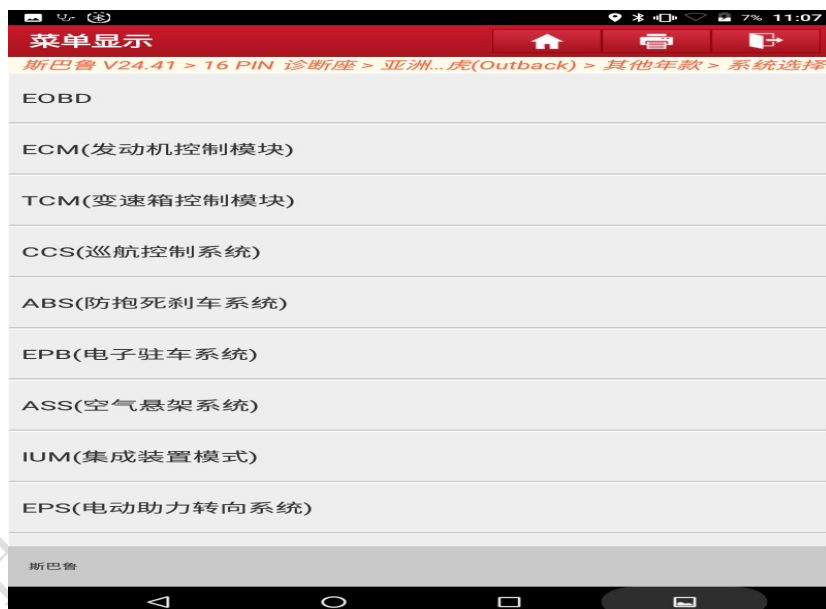 7% 11:07
菜单显示
斯巴鲁 V24.41 > 16 PIN 诊断座 > 亚洲...虎(Outback) > 其他年款 > 系统选择
EOBD
ECM(发动机控制模块)
TCM(变速箱控制模块)
CCS(巡航控制系统)
ABS(防抱死刹车系统)
EPB(电子驻车系统)
ASS(空气悬架系统)
IUM(集成装置模式)
EPS(电动助力转向系统)
斯巴鲁